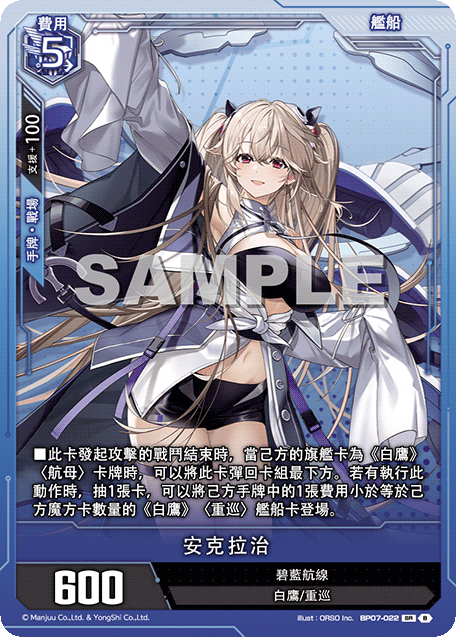 費用
5
艦船
支援+100
手牌・戰場
SAMPLE
■此卡發起攻擊的戰鬥結束時，當己方的旗艦卡為《白鷹》
〈航母〉卡牌時，可以將此卡彈回卡組最下方。若有執行此
動作時，抽1張卡，可以將己方手牌中的1張費用小於等於己
方魔方卡數量的《白鷹》〈重巡〉艦船卡登場。
安克拉治
600
碧藍航線
白鷹/重巡
© Manjuu Co.,Ltd. & YongShi Co.,Ltd.
illust：ORSO Inc. BP07-022 SR B